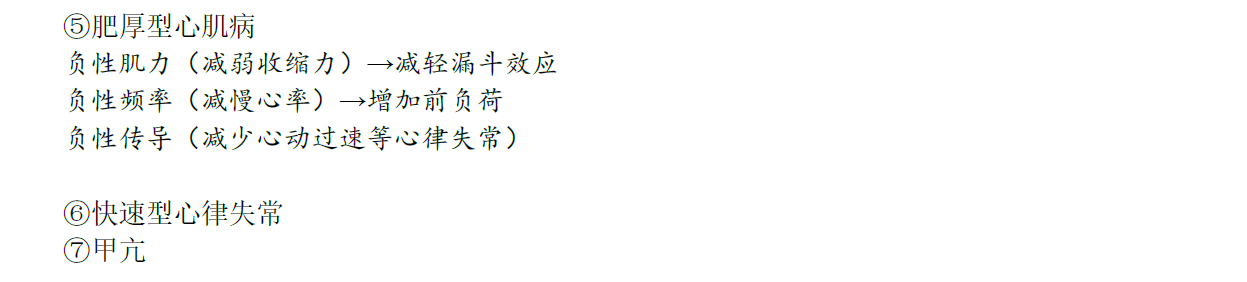 ⑤肥厚型心肌病
负性肌力（减弱收缩力）→减轻漏斗效应
负性频率（减慢心率）→增加前负荷
负性传导（减少心动过速等心律失常）
⑥快速型心律失常
⑦甲亢